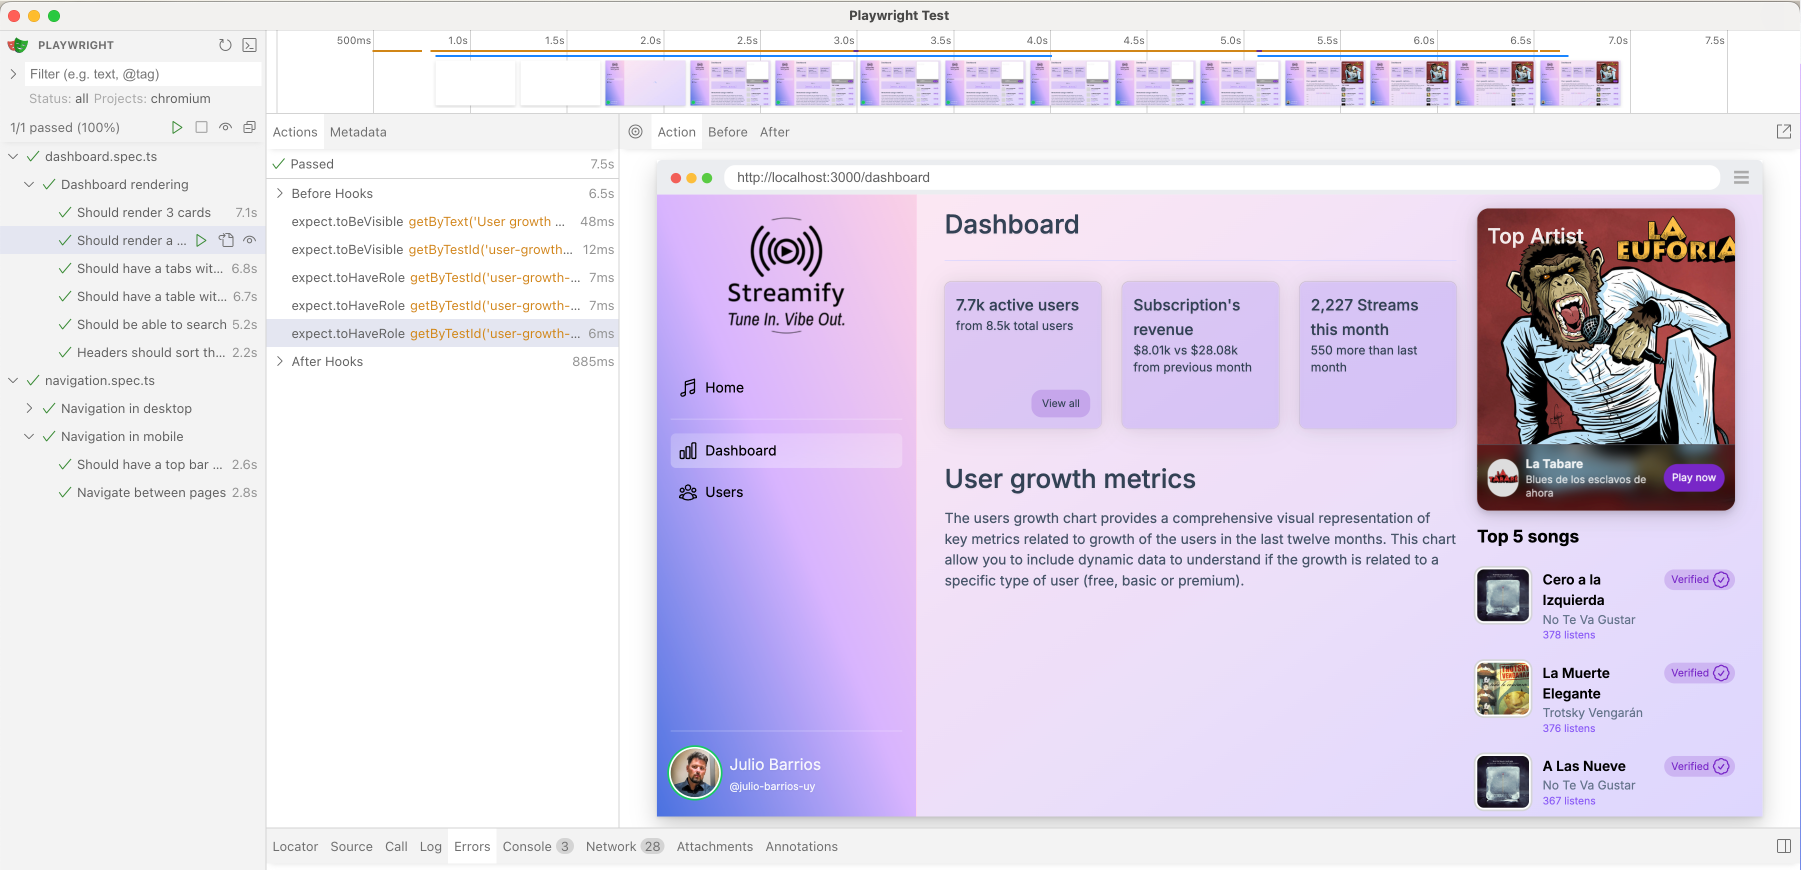 Playwright Test
PLAYWRIGHT
Filter (e.g. text, @tag)
Status: all Projects: chromium
1/1 passed (100%)
dashboard.spec.ts
Dashboard rendering
Should render 3 cards 7.1s
Should render a ...
Should have a tabs wit... 6.8s
Should have a table wit... 6.7s
Should be able to search 5.2s
Headers should sort th... 2.2s
navigation.spec.ts
Navigation in desktop
Navigation in mobile
Should have a top bar ... 2.6s
Navigate between pages 2.8s
500ms 1.0s 1.5s 2.0s 2.5s 3.0s 3.5s 4.0s 4.5s 5.0s 5.5s 6.0s 6.5s 7.0s 7.5s
Actions Metadata
Passed 7.5s
Before Hooks 6.5s
expect.toBeVisible getByText('User growth ... 48ms
expect.toBeVisible getByTestId('user-growth... 12ms
expect.toHaveRole getByTestId('user-growth-... 7ms
expect.toHaveRole getByTestId('user-growth-... 7ms
expect.toHaveRole getByTestId('user-growth-... 6ms
After Hooks 885ms
Action Before After
http://localhost:3000/dashboard
Streamify
Tune In. Vibe Out.
Home
Dashboard
Users
Julio Barrios
@julio-barrios-uy
Dashboard
7.7k active users
from 8.5k total users
View all
Subscription's
revenue
$8.01k vs $28.08k
from previous month
2,227 Streams
this month
550 more than last
month
User growth metrics
The users growth chart provides a comprehensive visual representation of
key metrics related to growth of the users in the last twelve months. This chart
allow you to include dynamic data to understand if the growth is related to a
specific type of user (free, basic or premium).
Top Artist
LA
EUFORIA
La Tabare
Blues de los esclavos de
ahora
Play now
Top 5 songs
Cero a la
Izquierda
Verified
No Te Va Gustar
378 listens
La Muerte
Elegante
Verified
Trotsky Vengarán
376 listens
A Las Nueve
Verified
No Te Va Gustar
367 listens
Locator Source Call Log Errors Console 3 Network 28 Attachments Annotations